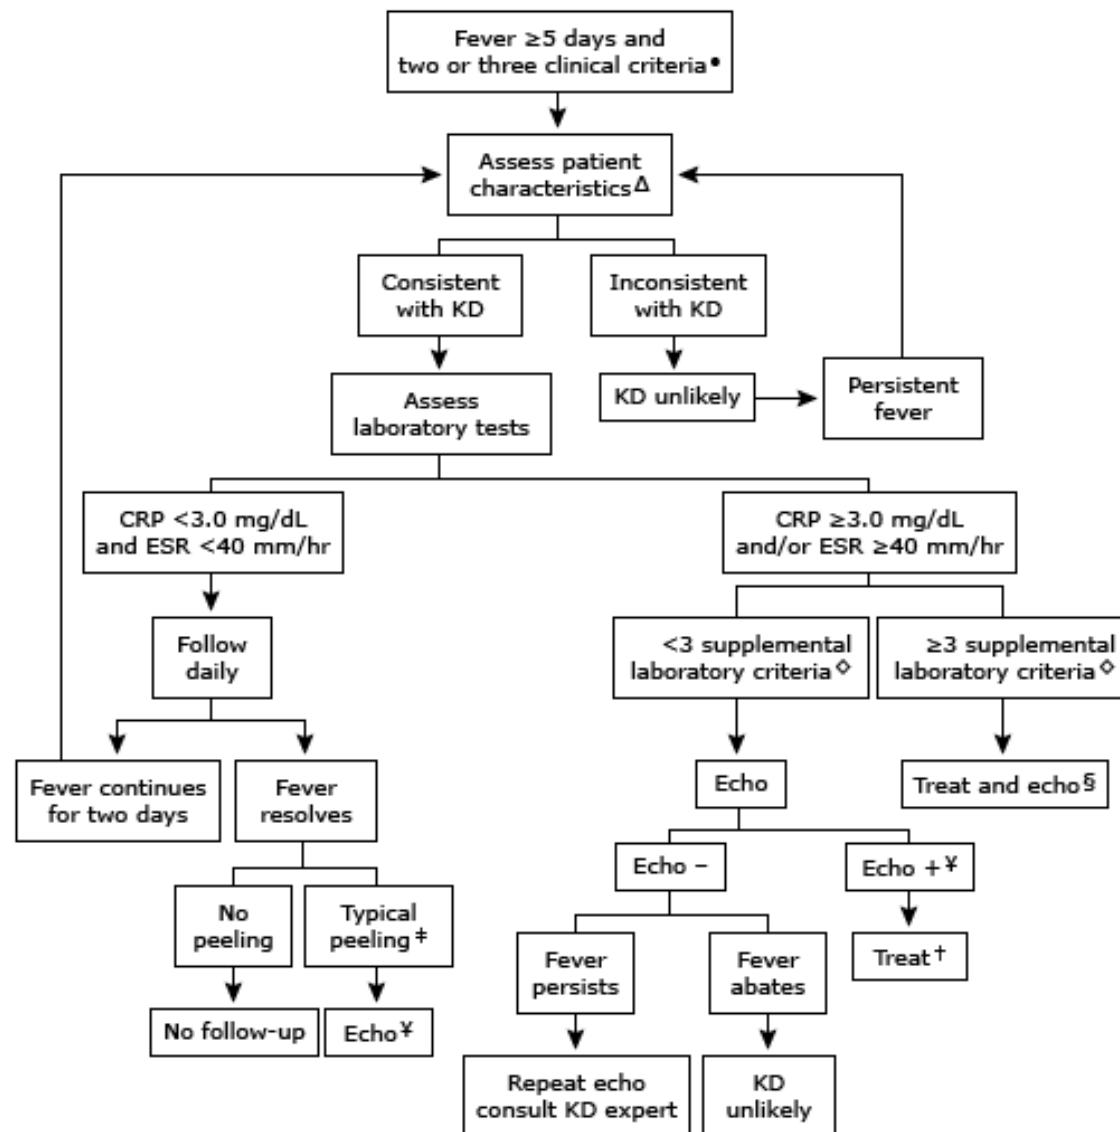 Fever ≥5 days and
two or three clinical criteria•
Assess patient
characteristicsΔ
Consistent
with KD
Inconsistent
with KD
Assess
laboratory tests
KD unlikely
Persistent
fever
CRP <3.0 mg/dL
and ESR <40 mm/hr
CRP ≥3.0 mg/dL
and/or ESR ≥40 mm/hr
Follow
daily
<3 supplemental
laboratory criteria◇
≥3 supplemental
laboratory criteria◇
Fever continues
for two days
Fever
resolves
Echo
Treat and echo§
Echo –
Echo +¥
No
peeling
Typical
peeling‡
Fever
persists
Fever
abates
Treat†
No follow-up
Echo¥
Repeat echo
consult KD expert
KD
unlikely